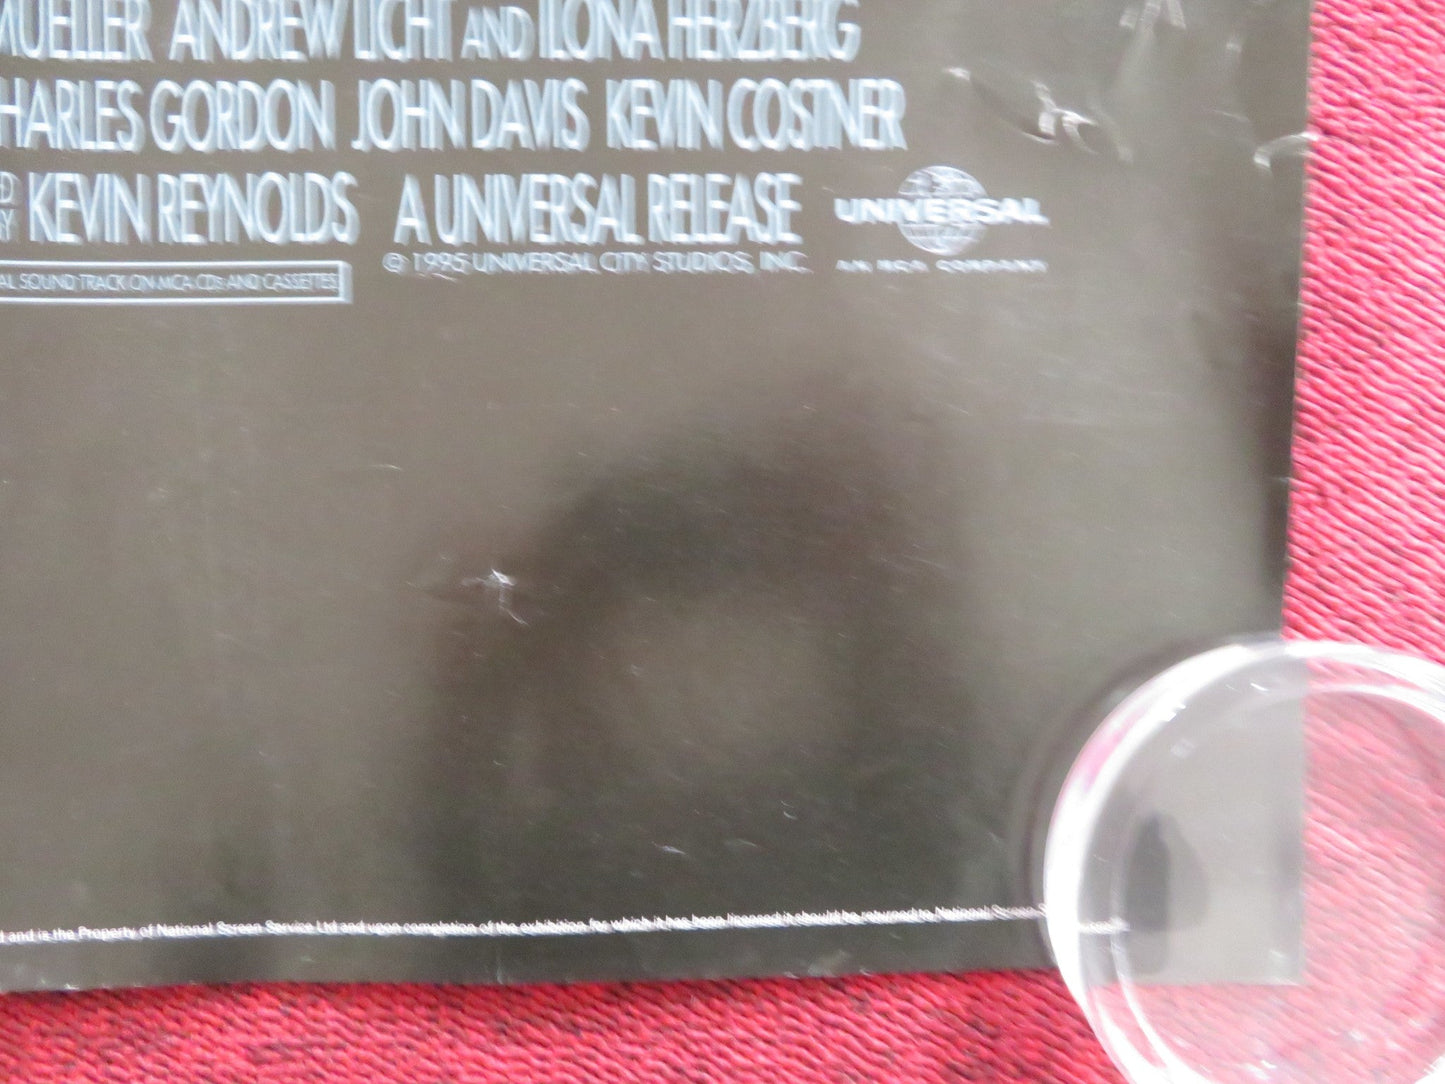 MUELLER ANDREW LICHT AND ILONA HERZBERG
CHARLES GORDON JOHN DAVIS KEVIN COSTNER
KEVIN REYNOLDS A UNIVERSAL RELEASE
UNIVERSAL
AN MCA COMPANY
© 1995 UNIVERSAL CITY STUDIOS, INC.
AL SOUNDTRACK ON MCA CDs AND CASSETTES
and is the Property of National Screen Service Ltd and upon completion of the exhibition for which it has been licensed it should be returned to National Screen